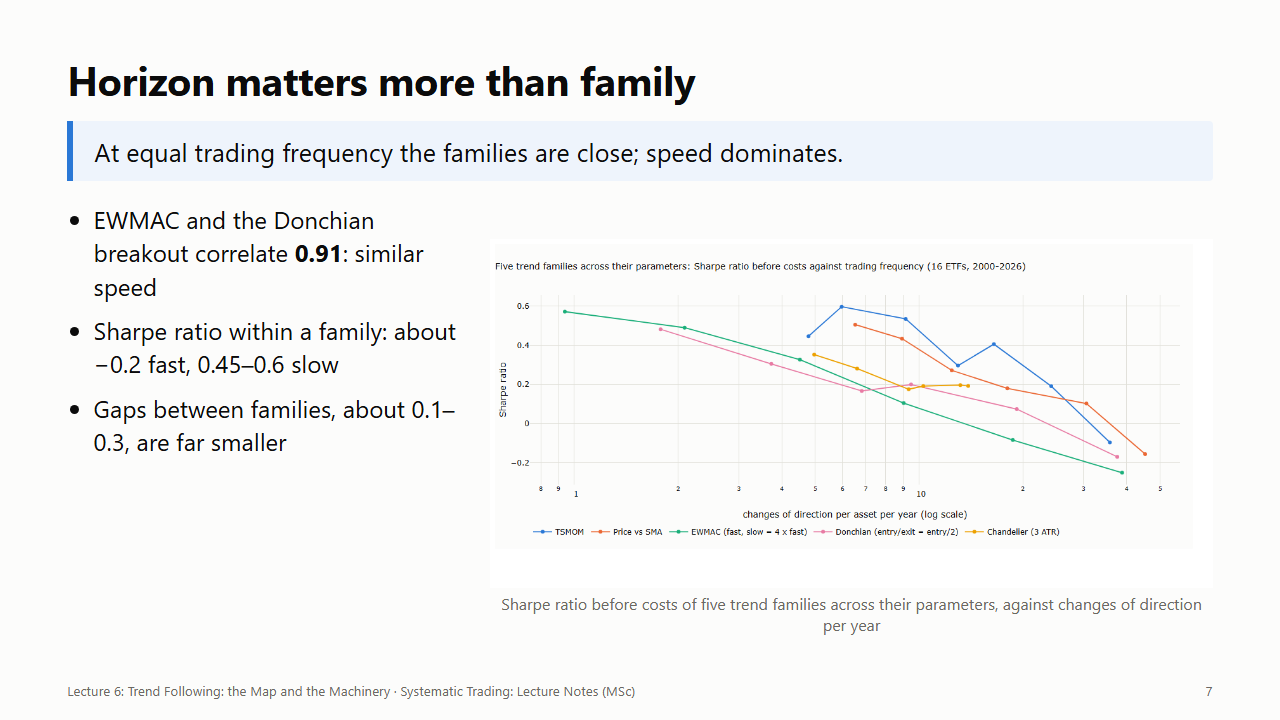 Horizon matters more than family
At equal trading frequency the families are close; speed dominates.
• EWMAC and the Donchian
breakout correlate 0.91: similar
speed
• Sharpe ratio within a family: about
−0.2 fast, 0.45–0.6 slow
• Gaps between families, about 0.1–
0.3, are far smaller
Five trend families across their parameters: Sharpe ratio before costs against trading frequency (16 ETFs, 2000-2026)
Sharpe ratio
0.6
0.4
0.2
0
−0.2
8 9 1 2 3 4 5 6 7 8 9 10 2 3 4 5
changes of direction per asset per year (log scale)
TSMOM Price vs SMA EWMAC (fast, slow = 4 x fast) Donchian (entry/exit = entry/2) Chandelier (3 ATR)
Sharpe ratio before costs of five trend families across their parameters, against changes of direction
per year
Lecture 6: Trend Following: the Map and the Machinery · Systematic Trading: Lecture Notes (MSc)
7